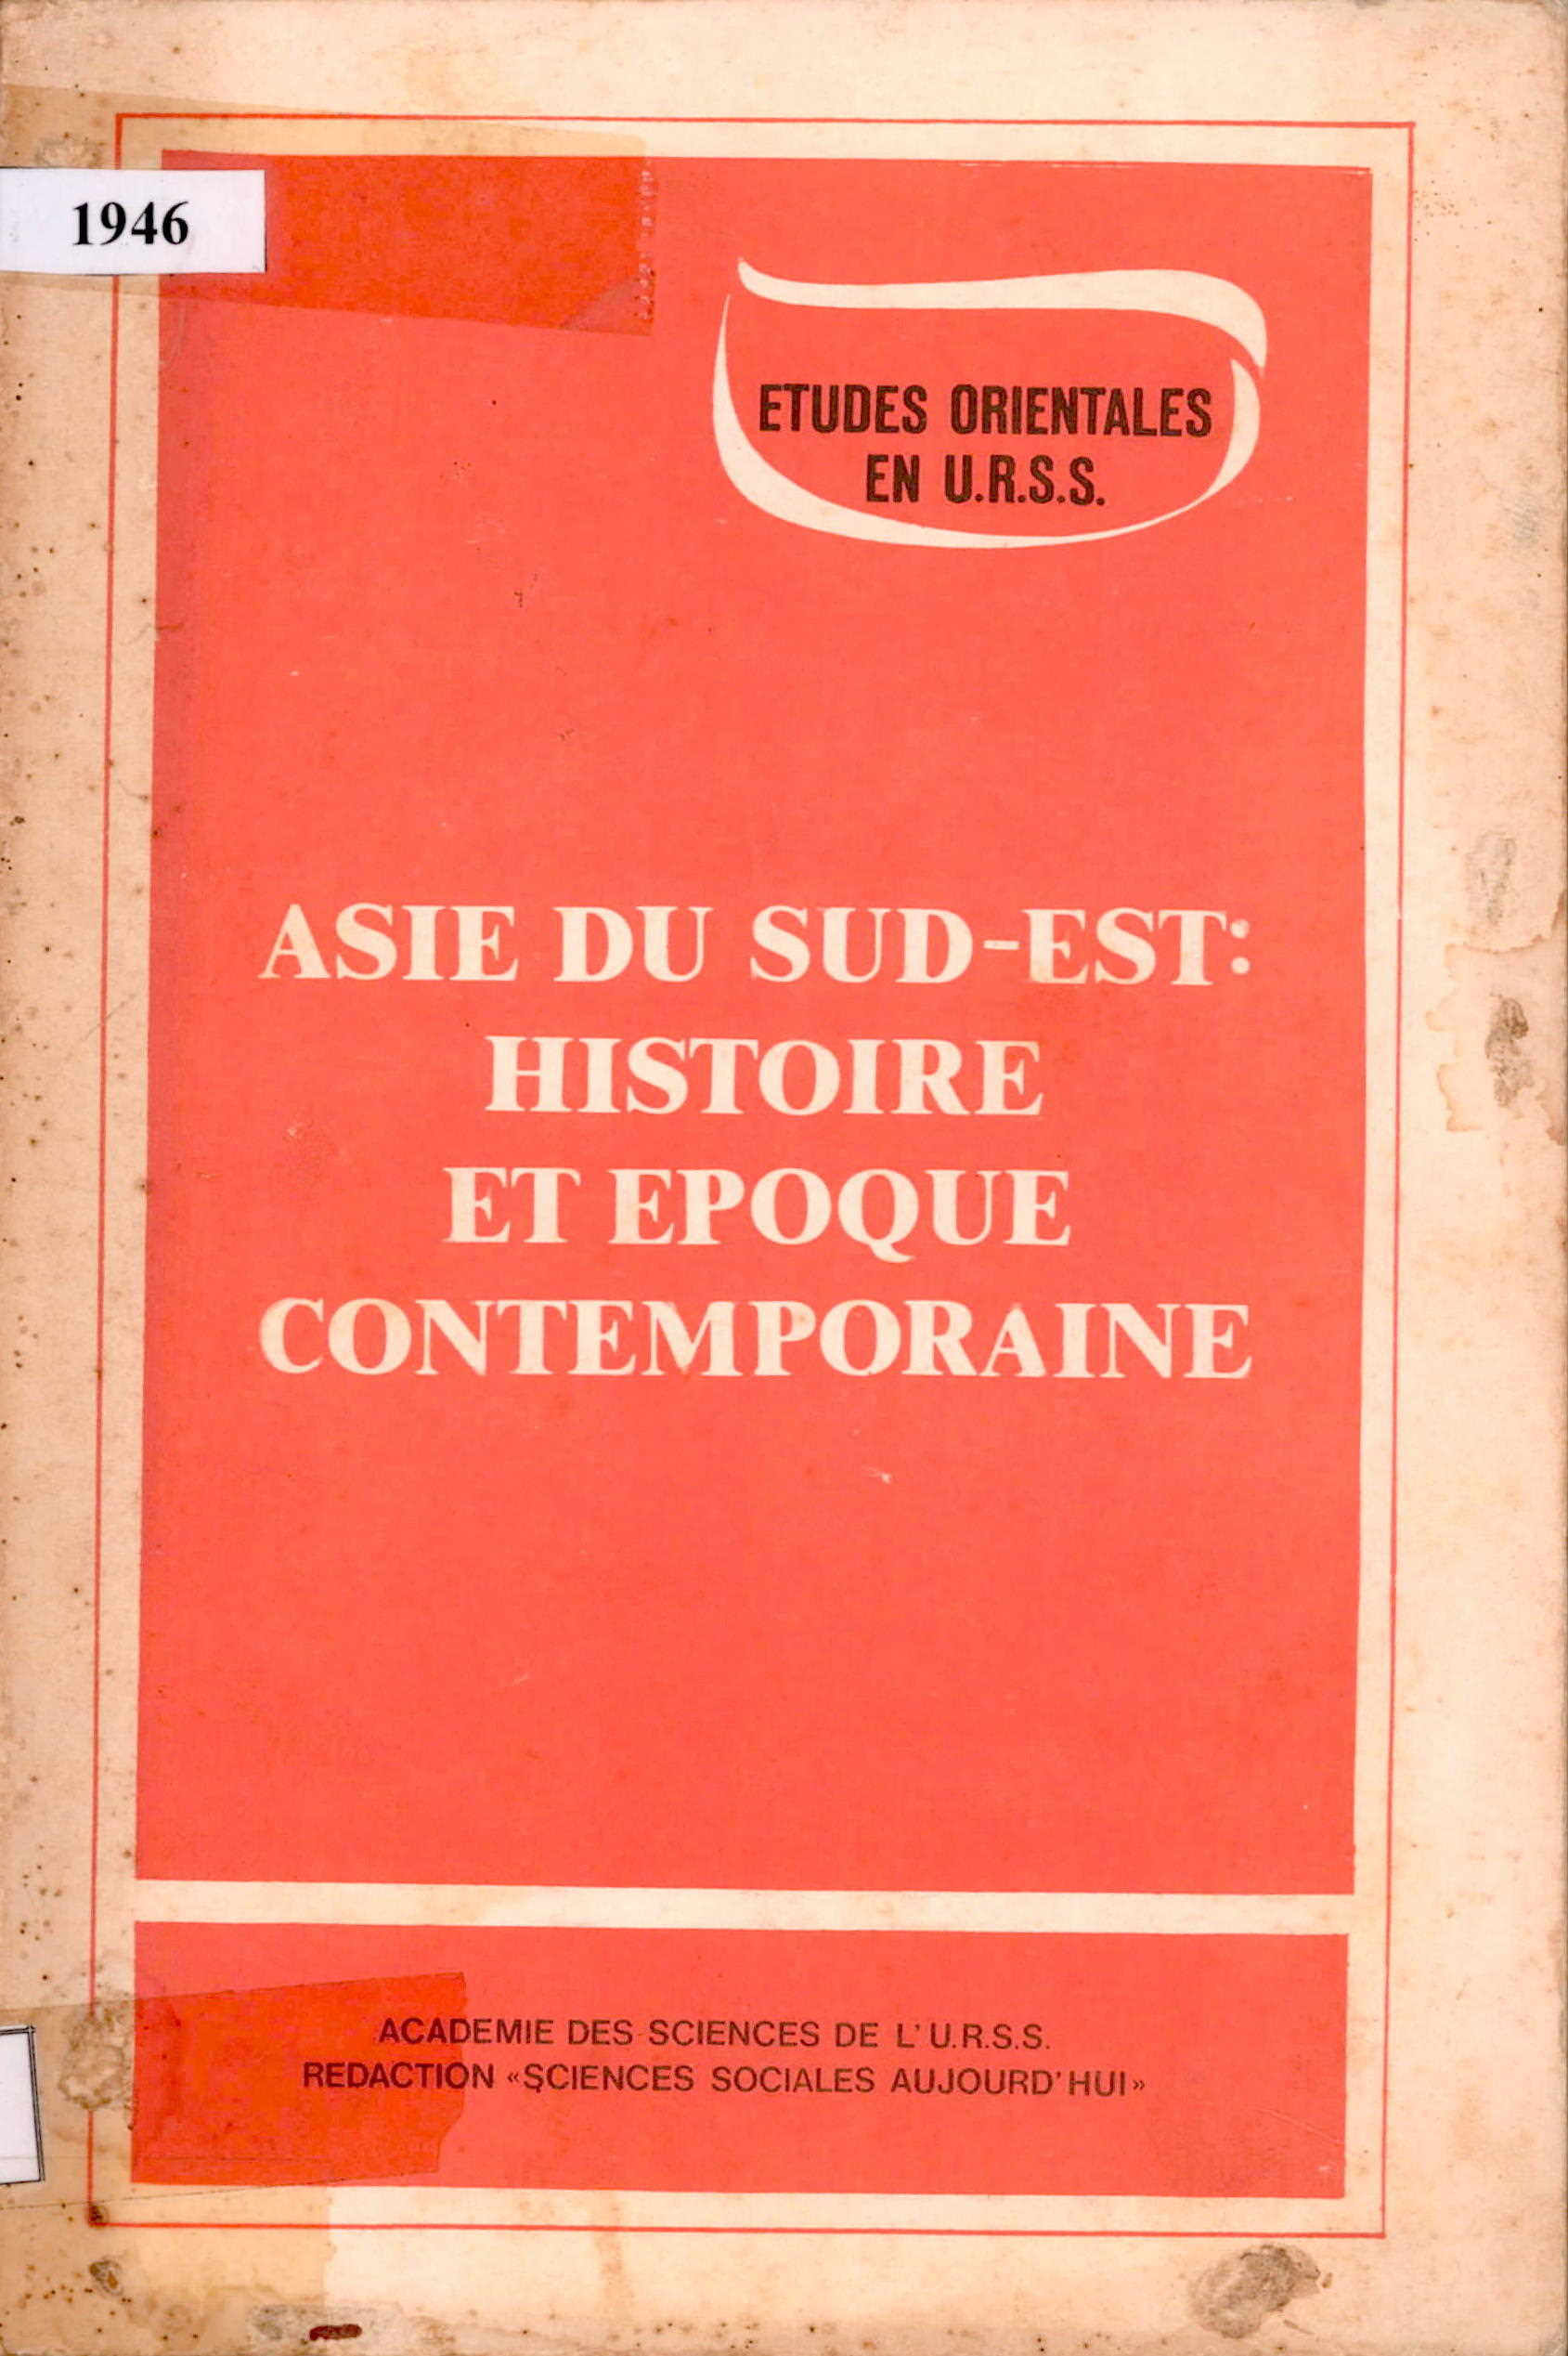 1946
ETUDES ORIENTALES
EN U.R.S.S.
ASIE DU SUD-EST:
HISTOIRE
ET EPOQUE
CONTEMPORAINE
ACADEMIE DES SCIENCES DE L'U.R.S.S.
REDACTION «SCIENCES SOCIALES AUJOURD'HUI»